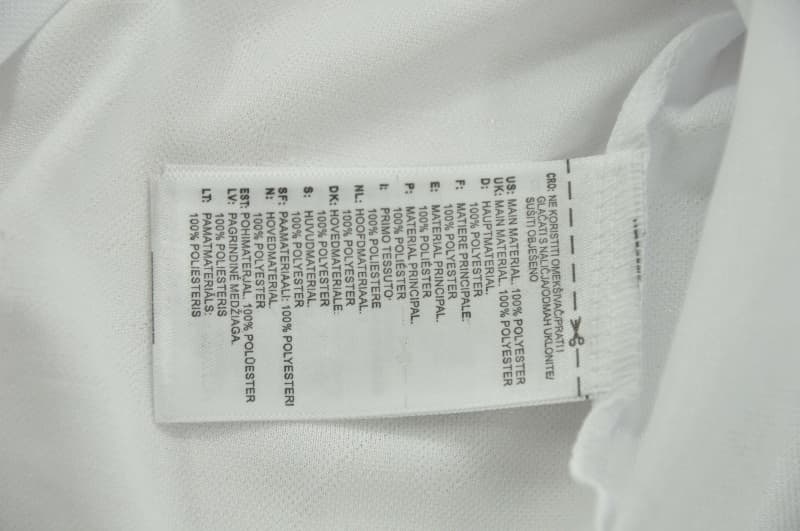 CRO: NE KORISTITI OMEKŠIVAČ/PRATI I
GLAČATI S NALIČJA/ODMAH UKLONITE/
SUŠITI OBJEŠENO
US: MAIN MATERIAL. 100% POLYESTER
UK: MAIN MATERIAL. 100% POLYESTER
D: HAUPTMATERIAL.
100% POLYESTER
F: MATIERE PRINCIPALE.
100% POLYESTER
E: MATERIAL PRINCIPAL.
100% POLIÉSTER
P: MATERIAL PRINCIPAL.
100% POLIÉSTER
I: PRIMO TESSUTO'
100% POLIESTERE
NL: HOOFDMATERIAAL.
100% POLYESTER
DK: HOVEDMATERIALE.
100% POLYESTER
S: HUVUDMATERIAL.
100% POLYESTER
SF: PÄÄMATERIAALI: 100% POLYESTERI
N: HOVEDMATERIAL.
100% POLYESTER
EST: POHIMATERJAL. 100% POLÜESTER
LV: PAGRINDINĖ MEDŽIAGA.
100% POLIESTERIS
LT: PAMATMATERIĀLS:
100% POLIESTERIS